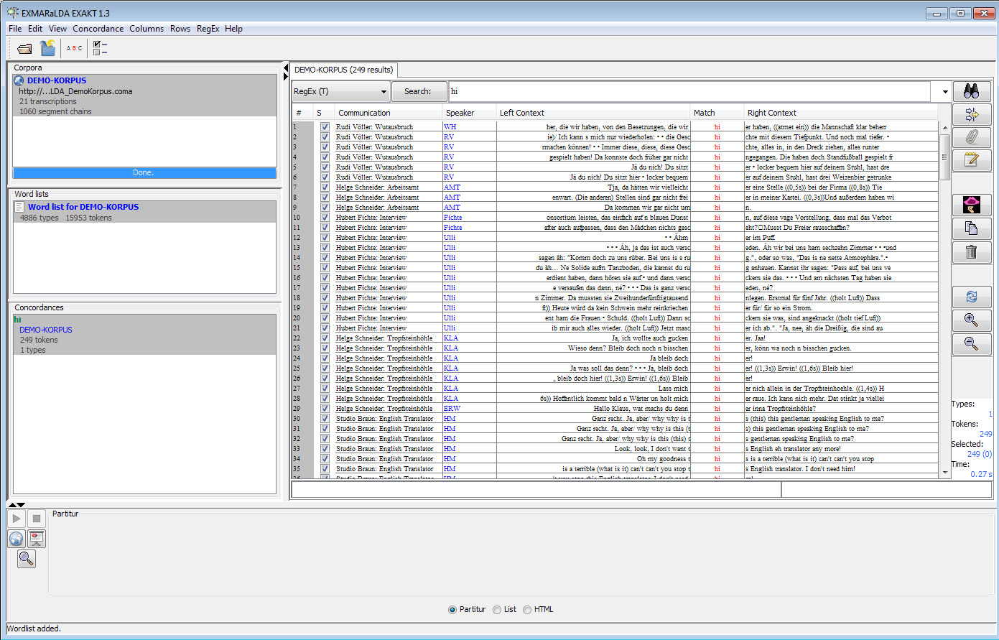 EXMARaLDA EXAKT 1.3
File Edit View Concordance Columns Rows RegEx Help
A B C
Corpora
DEMO-KORPUS
http://...LDA_DemoKorpus.coma
21 transcriptions
1060 segment chains
Done.
Word lists
Word list for DEMO-KORPUS
4886 types 15953 tokens
Concordances
hi
DEMO-KORPUS
249 tokens
1 types
DEMO-KORPUS (249 results)
RegEx (T) Search: hi
# S Communication Speaker Left Context Match Right Context
1 Rudi Völler: Wutausbruch WH her, die wir haben, von den Besetzungen, die wir hi er haben, ((atmet ein)) die Mannschaft klar beherr
2 Rudi Völler: Wutausbruch RV ie)/ Ich kann s mich nur wiederholen: • • die Gesc hi chte mit diesem Tiefpunkt. Und noch mal tiefer. •
3 Rudi Völler: Wutausbruch RV rmachen können! • • Immer diese, diese, diese Gesc hi chte, alles in, in den Dreck ziehen, alles runter
4 Rudi Völler: Wutausbruch RV gespielt haben! Da konnste doch früher gar nicht hi ngegangen. Die haben doch Standfußball gespielt fr
5 Rudi Völler: Wutausbruch RV Jå du nich! Du sitzt hi er • locker bequem hier auf deinem Stuhl, hast dre
6 Rudi Völler: Wutausbruch RV Jå du nich! Du sitzt hier • locker bequem hi er auf deinem Stuhl, hast drei Weizenbier getrunke
7 Helge Schneider: Arbeitsamt AMT Tja, da hätten wir vielleicht hi er eine Stelle ((0,5s)) bei der Firma ((0,8s)) Tie
8 Helge Schneider: Arbeitsamt AMT enwart. (Die anderen) Stellen sind gar nicht frei hi er in meiner Kartei. ((0,3s))Und außerdem haben wi
9 Helge Schneider: Arbeitsamt AMT Da kommen wir gar nicht um hi n.
10 Hubert Fichte: Interview Fichte onsortium leisten, das einfach auf n blauen Dunst hi n, auf diese vage Vorstellung, dass mal das Verbot
11 Hubert Fichte: Interview Fichte after auch aufpassen, dass den Mädchen nichts gesc hi eht?▯Musst Du Freier rausschaffen?
12 Hubert Fichte: Interview Ulli • • Ähm hi er im Puff.
13 Hubert Fichte: Interview Ulli • • • Äh, ja das ist auch versc hi eden. Äh wir bei uns ham sechzehn Zimmer • • •und
14 Hubert Fichte: Interview Ulli sagen äh: "Komm doch zu uns rüber. Bei uns is s ru hi g.", oder so was, "Das is ne nette Atmosphäre.".•
15 Hubert Fichte: Interview Ulli du äh… Ne Solide aufm Tanzboden, die kannst du ru hi g anhauen. Kannst ihr sagen: "Pass auf, bei uns ve
16 Hubert Fichte: Interview Ulli erdient haben, dann hören sie auf • und dann versc hi ckern sie das. • • • Und am nächsten Tag haben sie
17 Hubert Fichte: Interview Ulli e versaufen das dann, né? • • • Das is ganz versc hi eden, né?
18 Hubert Fichte: Interview Ulli n Zimmer. Da mussten sie Zweihundertfünfzigtausend hi nlegen. Erstmal für fünf Jahr. ((holt Luft)) Dass
19 Hubert Fichte: Interview Ulli ft)) Heute würd da kein Schwein mehr reinkriechen hi er für/ für so ein Strom.
20 Hubert Fichte: Interview Ulli ent ham die Frauen • Schuld. ((holt Luft)) Dann sc hi ckern sie was, sind angeknackt ((holt tief Luft))
21 Hubert Fichte: Interview Ulli ib mir auch alles wieder. ((holt Luft)) Jetzt masc hi er ich ab.". "Ja, nee, äh die Dreißig, die sind au
22 Helge Schneider: Tropfsteinhöhle KLA Ja, ich wollte auch gucken hi er. Jaa!
23 Helge Schneider: Tropfsteinhöhle KLA Wieso denn? Bleib doch noch n bisschen hi er, könn wa noch n bisschen gucken.
24 Helge Schneider: Tropfsteinhöhle KLA Ja bleib doch hi er!
25 Helge Schneider: Tropfsteinhöhle KLA Ja was soll das denn? • • • Ja, bleib doch hi er! ((1,3s)) Erwin! ((1,6s)) Bleib hier!
26 Helge Schneider: Tropfsteinhöhle KLA , bleib doch hier! ((1,3s)) Erwin! ((1,6s)) Bleib hi er!
27 Helge Schneider: Tropfsteinhöhle KLA Lass mich hi er nich allein in der Tropfsteinhoehle. ((1,4s)) H
28 Helge Schneider: Tropfsteinhöhle KLA 6s)) Hoffentlich kommt bald n Wärter un holt mich hi er raus. Ich kann nich mehr. Dat stinkt ja viellei
29 Helge Schneider: Tropfsteinhöhle ERW Hallo Klaus, wat machs du denn hi er inna Tropfsteinhöhle?
30 Studio Braun: English Translator HM Ganz recht. Ja, aber/ why why is t hi s (this) this gentleman speaking English to me?
31 Studio Braun: English Translator HM Ganz recht. Ja, aber/ why why is this (t hi s) this gentleman speaking English to me?
32 Studio Braun: English Translator HM Ganz recht. Ja, aber/ why why is this (this) t hi s gentleman speaking English to me?
33 Studio Braun: English Translator HM Look, look, I don't want t hi s English eh translator any more!
34 Studio Braun: English Translator HM Oh my goodness t hi s is a terrible (what is it) can't can't you stop
35 Studio Braun: English Translator HM is a terrible (what is it) can't can't you stop t hi s English translator. I don't need him!
Types:
1
Tokens:
249
Selected:
249 (0)
Time:
0.27 s
Partitur
Partitur List HTML
Wordlist added.